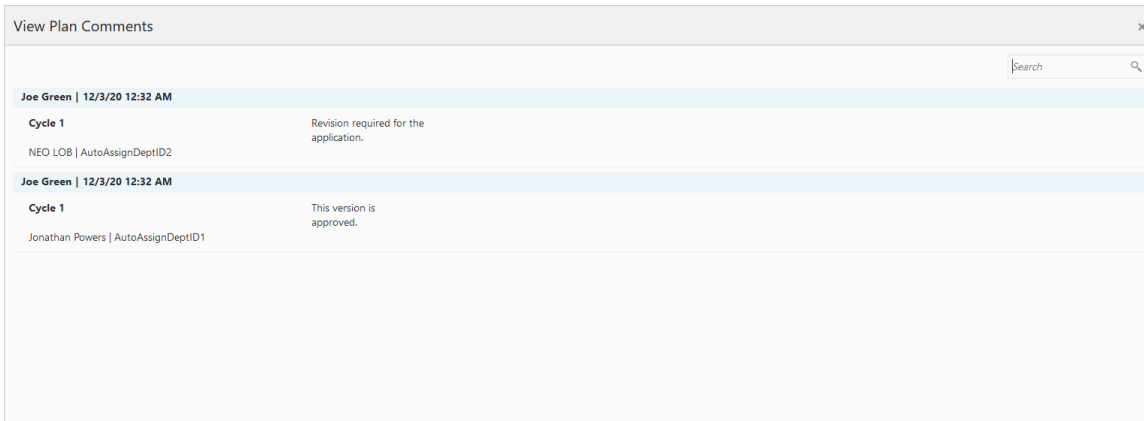 View Plan Comments
Search
Joe Green | 12/3/20 12:32 AM
Cycle 1
Revision required for the
application.
NEO LOB | AutoAssignDeptID2
Joe Green | 12/3/20 12:32 AM
Cycle 1
This version is
approved.
Jonathan Powers | AutoAssignDeptID1